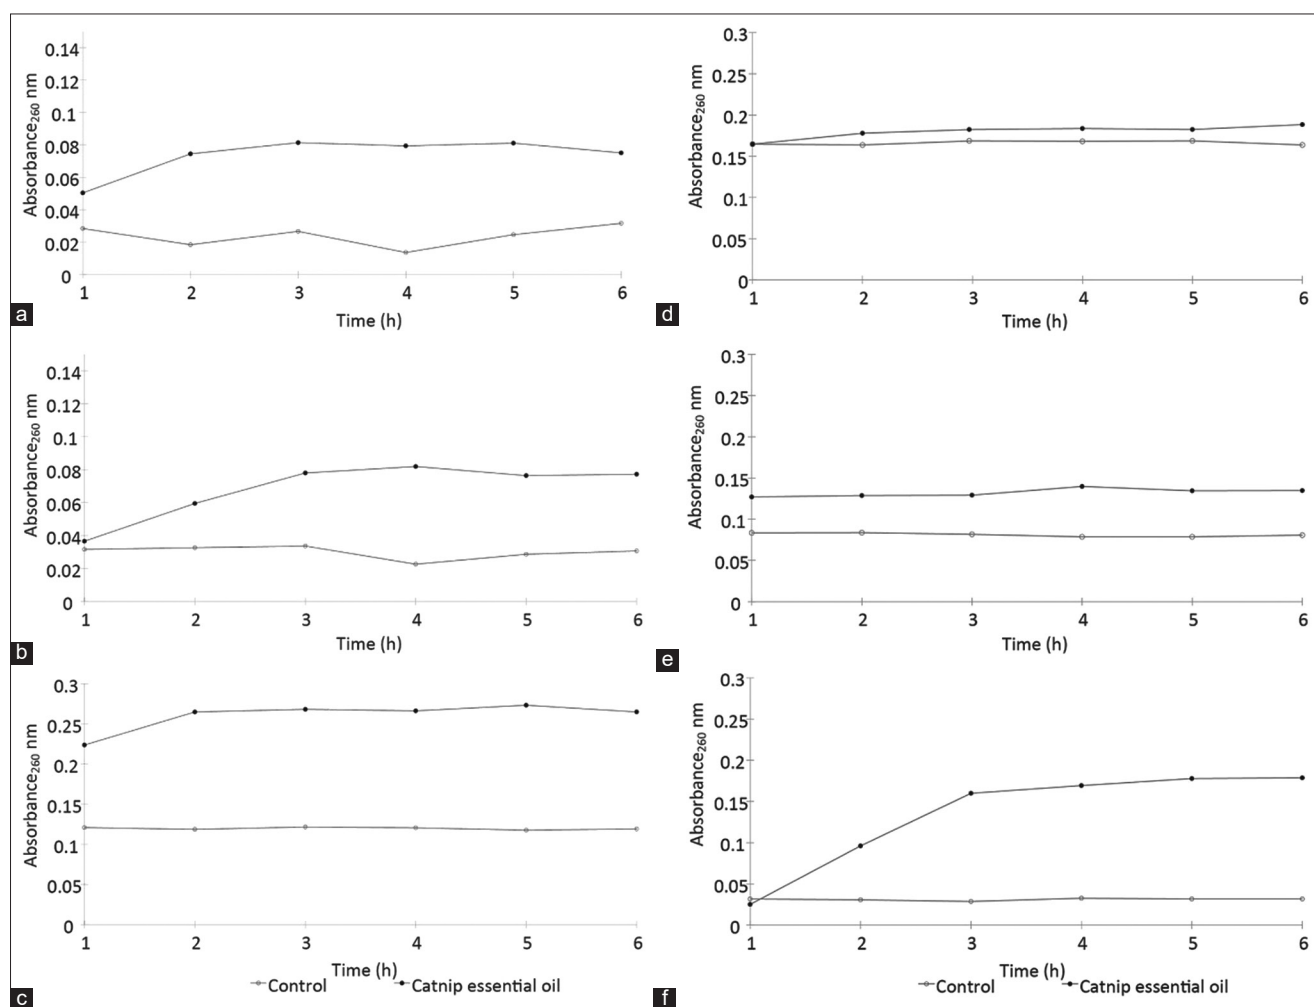 0.14
0.12
0.1
0.08
0.06
0.04
0.02
0
Absorbance260 nm
1 2 3 4 5 6
Time (h)
a
0.14
0.12
0.1
0.08
0.06
0.04
0.02
0
Absorbance260 nm
1 2 3 4 5 6
Time (h)
b
0.3
0.25
0.2
0.15
0.1
0.05
0
Absorbance260 nm
1 2 3 4 5 6
Time (h)
Control Catnip essential oil
c
0.3
0.25
0.2
0.15
0.1
0.05
0
Absorbance260 nm
1 2 3 4 5 6
Time (h)
d
0.3
0.25
0.2
0.15
0.1
0.05
0
Absorbance260 nm
1 2 3 4 5 6
Time (h)
e
0.3
0.25
0.2
0.15
0.1
0.05
0
Absorbance260 nm
1 2 3 4 5 6
Time (h)
Control Catnip essential oil
f